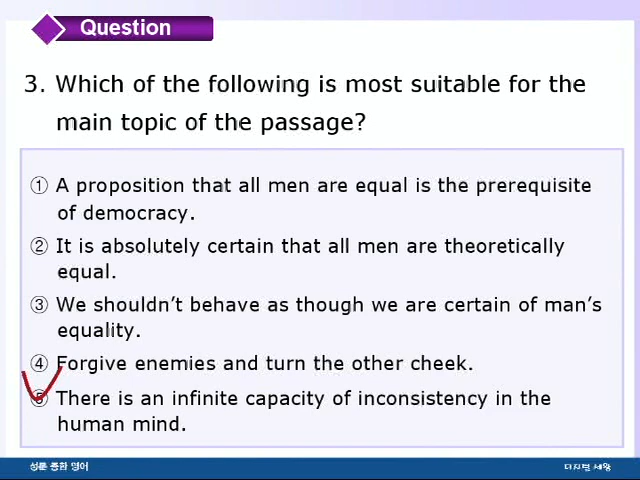 Question
3. Which of the following is most suitable for the
main topic of the passage?
① A proposition that all men are equal is the prerequisite
of democracy.
② It is absolutely certain that all men are theoretically
equal.
③ We shouldn't behave as though we are certain of man's
equality.
④ Forgive enemies and turn the other cheek.
⑤ There is an infinite capacity of inconsistency in the
human mind.
성문 종합 영어
디지털 세왕